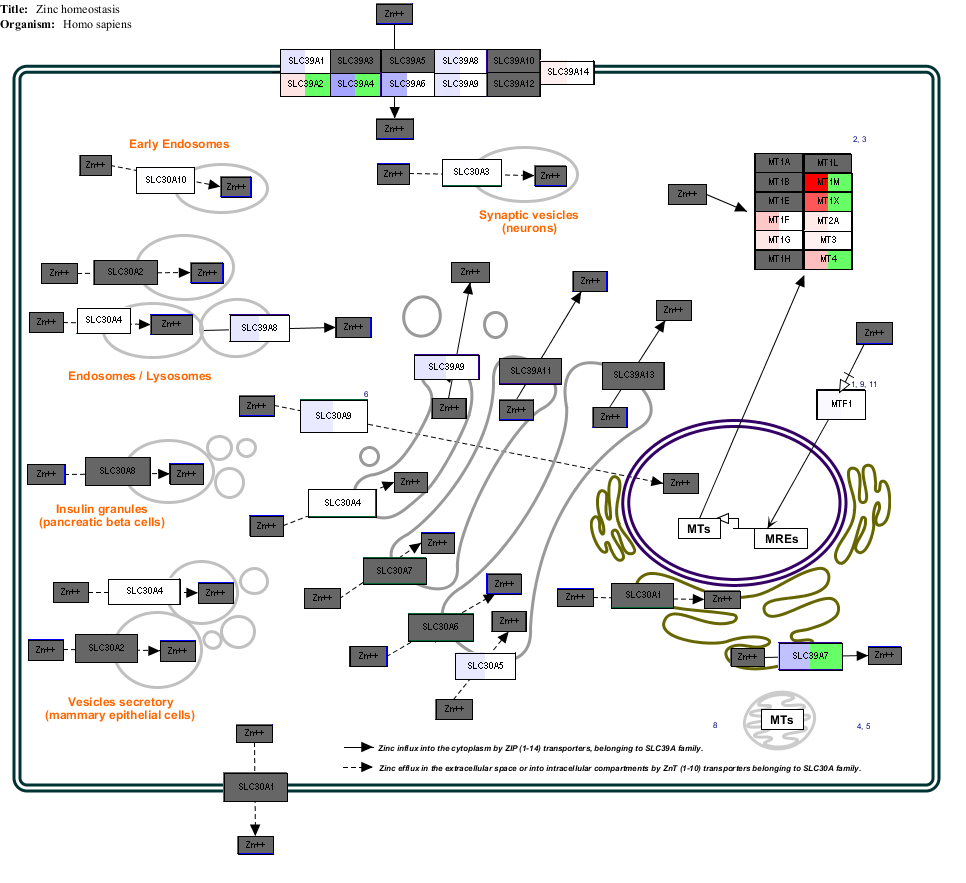 Title: Zinc homeostasis
Organism: Homo sapiens
Zn++
SLC39A1 SLC39A3 SLC39A5 SLC39A8 SLC39A10
SLC39A14
SLC39A2 SLC39A4 SLC39A6 SLC39A9 SLC39A12
Zn++
Early Endosomes
Zn++
SLC30A10
Zn++
Zn++
SLC30A3
Zn++
Synaptic vesicles
(neurons)
2, 3
MT1A MT1L
MT1B MT1M
MT1E MT1X
MT1F MT2A
MT1G MT3
MT1H MT4
Zn++
Zn++
SLC30A2
Zn++
Zn++
SLC30A4
Zn++
SLC39A8
Zn++
Endosomes / Lysosomes
Zn++
SLC39A9
Zn++
Zn++
SLC39A11
Zn++
Zn++
SLC39A13
Zn++
Zn++
1, 9, 11
MTF1
Zn++
6
SLC30A9
Zn++
Zn++
SLC30A8
Zn++
Insulin granules
(pancreatic beta cells)
Zn++
SLC30A4
Zn++
MTs
MREs
Zn++
SLC30A7
Zn++
Zn++
SLC30A6
Zn++
Zn++
SLC30A5
Zn++
Zn++
SLC30A1
Zn++
Zn++
SLC39A7
Zn++
Zn++
SLC30A4
Zn++
Zn++
SLC30A2
Zn++
Vesicles secretory
(mammary epithelial cells)
8
MTs
4, 5
Zn++
SLC30A1
Zn++
Zinc influx into the cytoplasm by ZIP (1-14) transporters, belonging to SLC39A family.
Zinc efflux in the extracellular space or into intracellular compartments by ZnT (1-10) transporters belonging to SLC30A family.